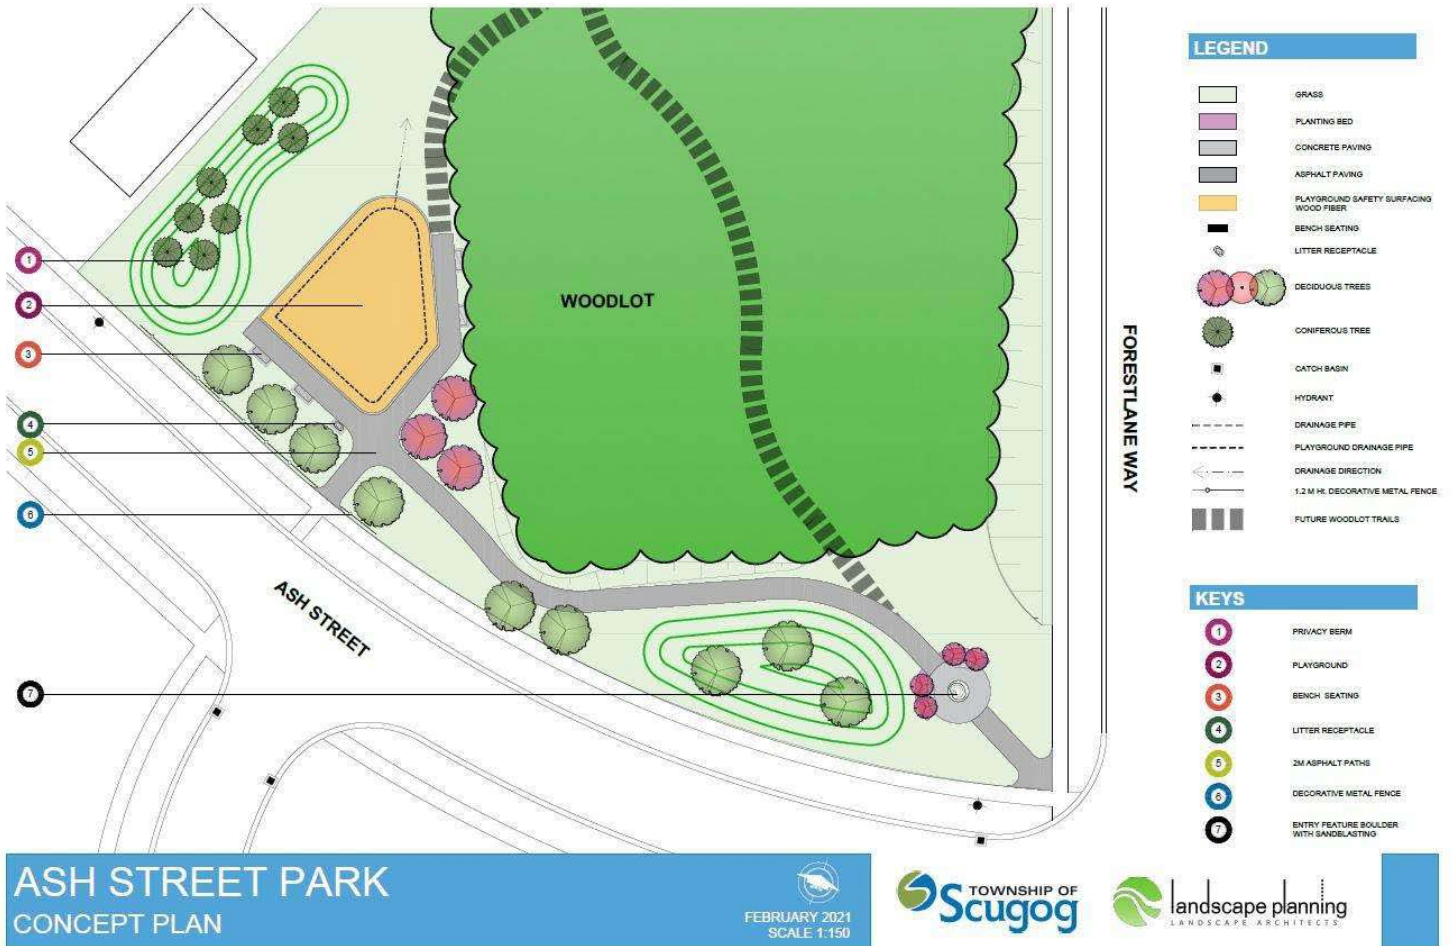 LEGEND
GRASS
PLANTING BED
CONCRETE PAVING
ASPHALT PAVING
PLAYGROUND SAFETY SURFACING
WOOD FIBER
BENCH SEATING
LITTER RECEPTACLE
DECIDUOUS TREES
CONIFEROUS TREE
CATCH BASIN
HYDRANT
DRAINAGE PIPE
PLAYGROUND DRAINAGE PIPE
DRAINAGE DIRECTION
1.2 M Ht. DECORATIVE METAL FENCE
FUTURE WOODLOT TRAILS
KEYS
1 PRIVACY BERM
2 PLAYGROUND
3 BENCH SEATING
4 LITTER RECEPTACLE
5 2M ASPHALT PATHS
6 DECORATIVE METAL FENCE
7 ENTRY FEATURE BOULDER
WITH SANDBLASTING
1
2
3
4
5
6
7
WOODLOT
FORESTLANE WAY
ASH STREET
ASH STREET PARK
CONCEPT PLAN
FEBRUARY 2021
SCALE 1:150
TOWNSHIP OF
Scugog
landscape planning
LANDSCAPE ARCHITECTS